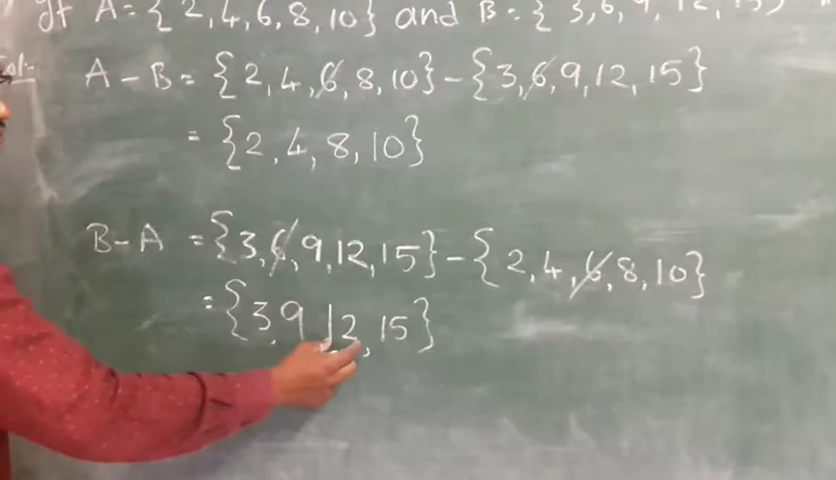 If A = { 2, 4, 6, 8, 10} and B = { 3, 6, 9, 12, 15}
Sol:-
A - B = {2, 4, 6, 8, 10} - {3, 6, 9, 12, 15}
= {2, 4, 8, 10}
B - A = {3, 6, 9, 12, 15} - {2, 4, 6, 8, 10}
= {3, 9, 12, 15}